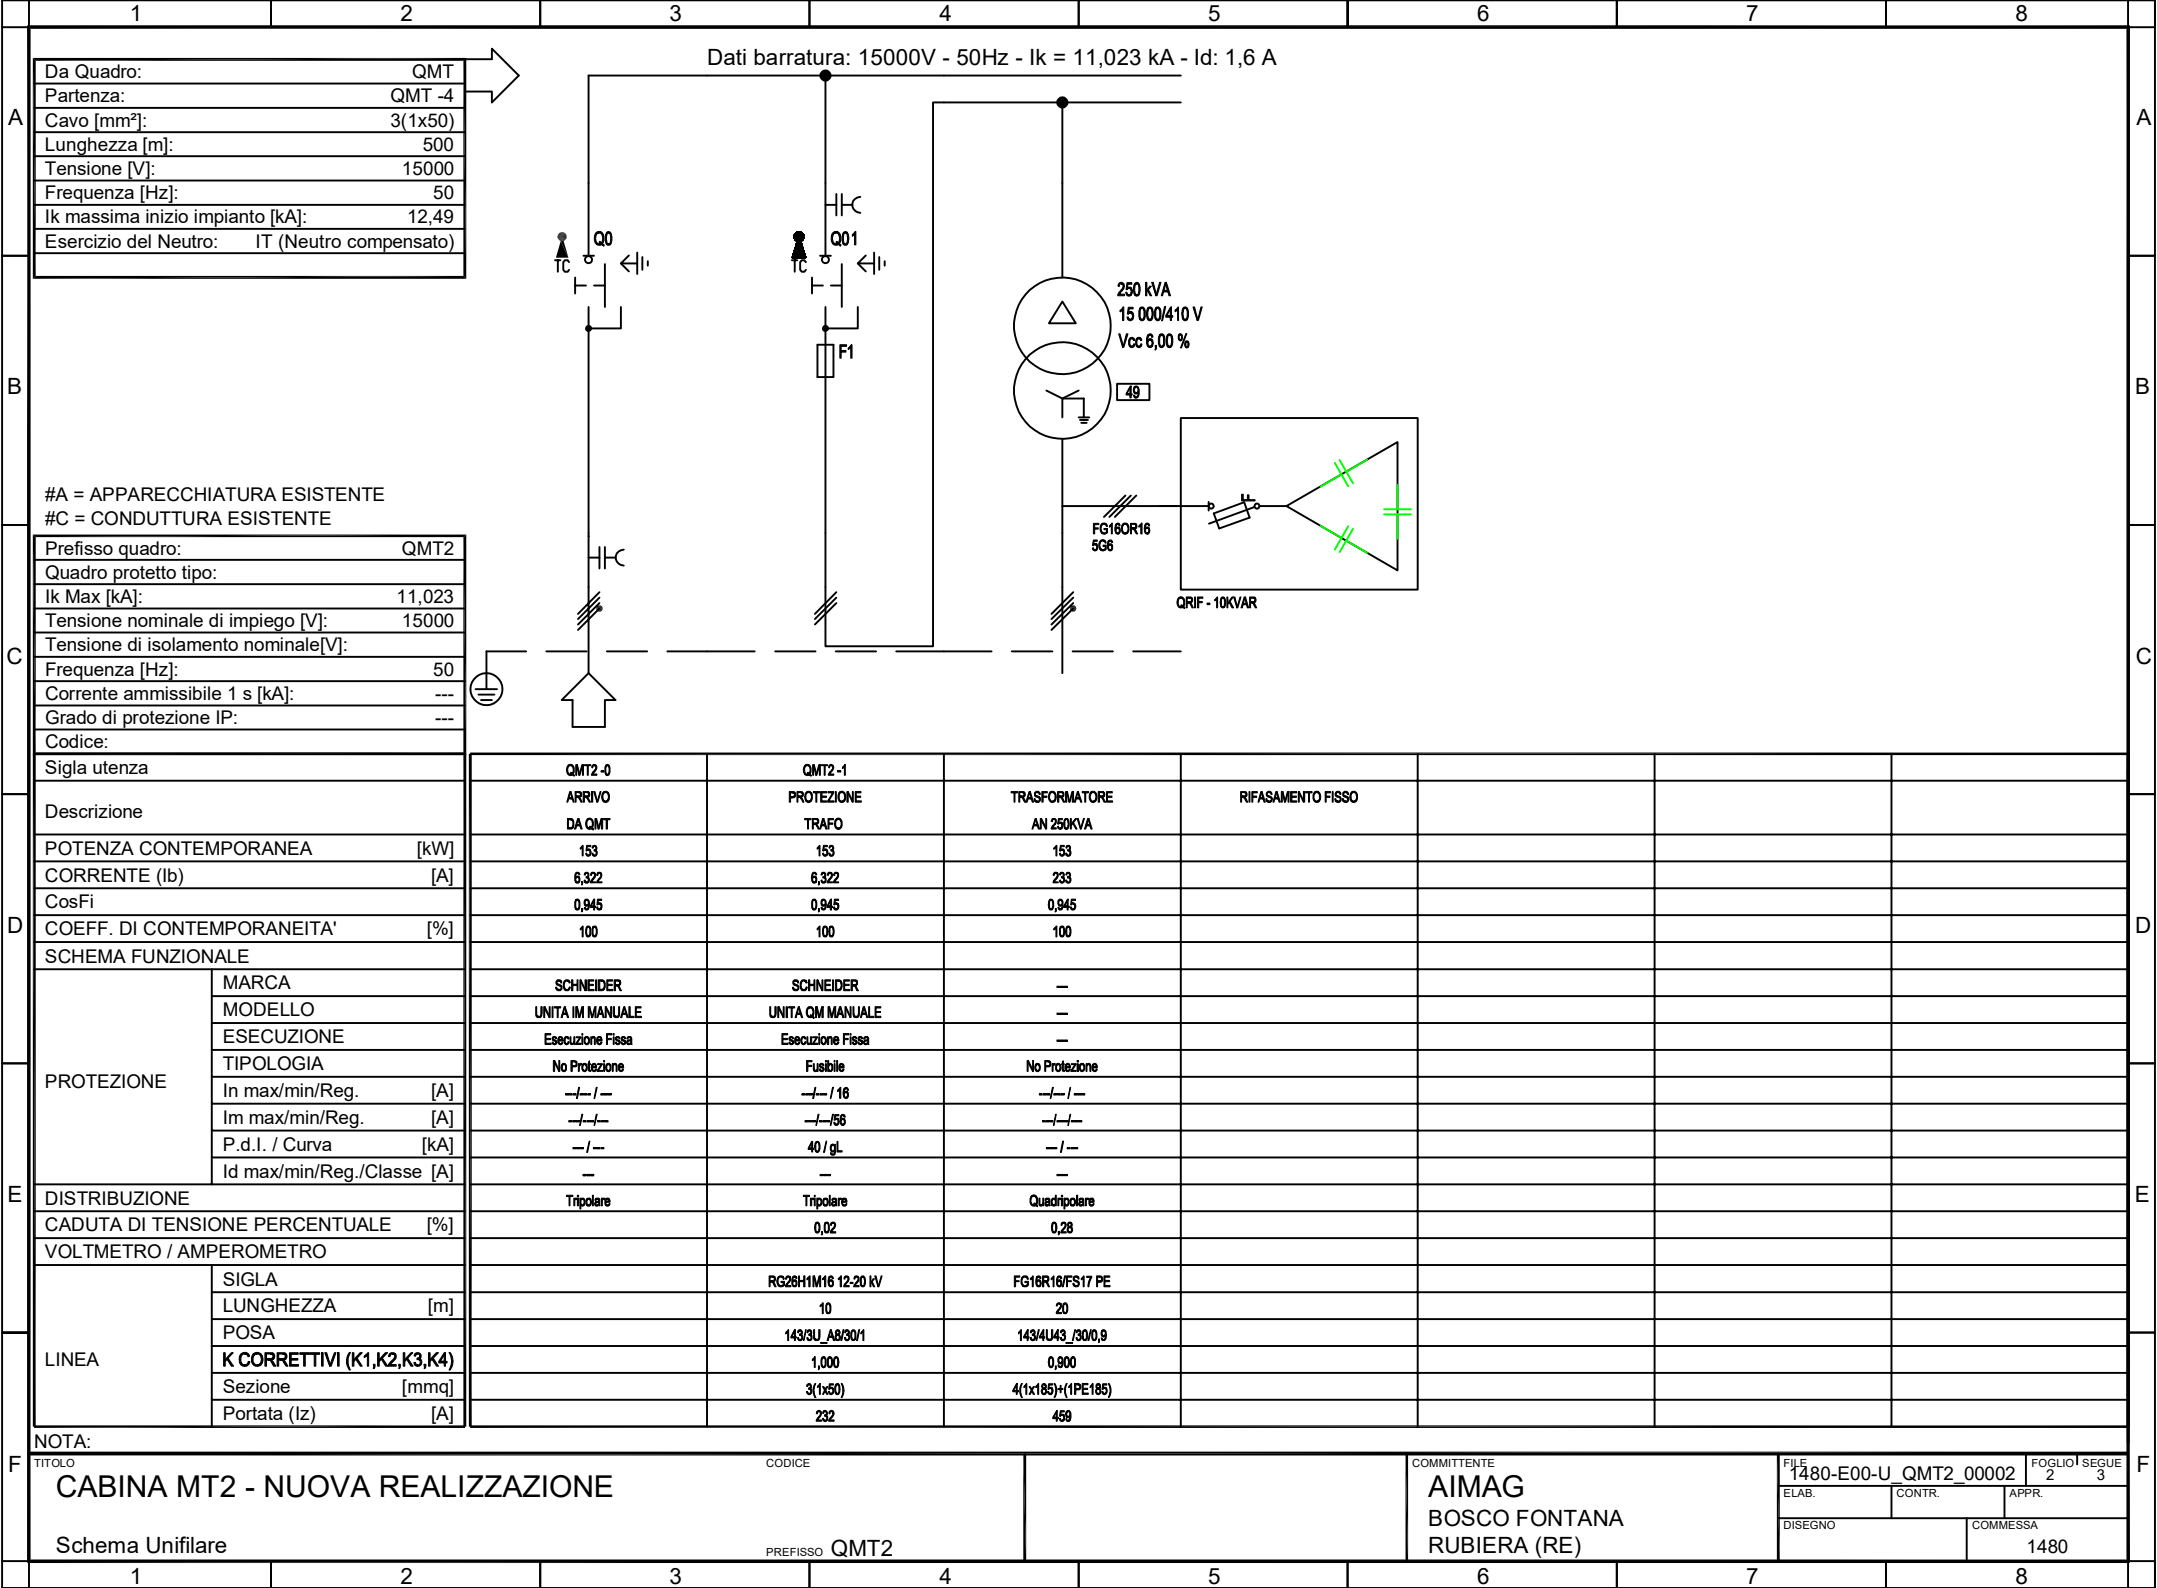 1 2 3 4 5 6 7 8
Dati barratura: 15000V - 50Hz - Ik = 11,023 kA - Id: 1,6 A
Da Quadro: QMT
Partenza: QMT -4
Cavo [mm²]: 3(1x50)
Lunghezza [m]: 500
Tensione [V]: 15000
Frequenza [Hz]: 50
Ik massima inizio impianto [kA]: 12,49
Esercizio del Neutro: IT (Neutro compensato)
A A
Q0
TC
Q01
TC
250 kVA
15 000/410 V
Vcc 6,00 %
F1
49
B B
#A = APPARECCHIATURA ESISTENTE
#C = CONDUTTURA ESISTENTE
F
FG16OR16
5G6
QRIF - 10KVAR
Prefisso quadro: QMT2
Quadro protetto tipo:
Ik Max [kA]: 11,023
Tensione nominale di impiego [V]: 15000
Tensione di isolamento nominale[V]:
Frequenza [Hz]: 50
Corrente ammissibile 1 s [kA]: ---
Grado di protezione IP: ---
Codice:
C C
Sigla utenza QMT2 -0 QMT2 -1
Descrizione
ARRIVO PROTEZIONE TRASFORMATORE RIFASAMENTO FISSO
DA QMT TRAFO AN 250KVA
POTENZA CONTEMPORANEA [kW] 153 153 153
CORRENTE (Ib) [A] 6,322 6,322 233
CosFi 0,945 0,945 0,945
D D
COEFF. DI CONTEMPORANEITA' [%] 100 100 100
SCHEMA FUNZIONALE
PROTEZIONE
MARCA SCHNEIDER SCHNEIDER ---
MODELLO UNITA IM MANUALE UNITA QM MANUALE ---
ESECUZIONE Esecuzione Fissa Esecuzione Fissa ---
TIPOLOGIA No Protezione Fusibile No Protezione
In max/min/Reg. [A] ---/--- / --- ---/--- / 16 ---/--- / ---
Im max/min/Reg. [A] ---/---/--- ---/---/56 ---/---/---
P.d.I. / Curva [kA] --- / --- 40 / gL --- / ---
Id max/min/Reg./Classe [A] --- --- ---
E E
DISTRIBUZIONE Tripolare Tripolare Quadripolare
CADUTA DI TENSIONE PERCENTUALE [%] 0,02 0,28
VOLTMETRO / AMPEROMETRO
LINEA
SIGLA RG26H1M16 12-20 kV FG16R16/FS17 PE
LUNGHEZZA [m] 10 20
POSA 143/3U_A8/30/1 143/4U43_/30/0,9
K CORRETTIVI (K1,K2,K3,K4) 1,000 0,900
Sezione [mmq] 3(1x50) 4(1x185)+(1PE185)
Portata (Iz) [A] 232 459
NOTA:
F F
TITOLO
CABINA MT2 - NUOVA REALIZZAZIONE
Schema Unifilare
CODICE
PREFISSO QMT2
COMMITTENTE
AIMAG
BOSCO FONTANA
RUBIERA (RE)
FILE
1480-E00-U_QMT2_00002
FOGLIO SEGUE
2 3
ELAB. CONTR. APPR.
DISEGNO COMMESSA
1480
1 2 3 4 5 6 7 8